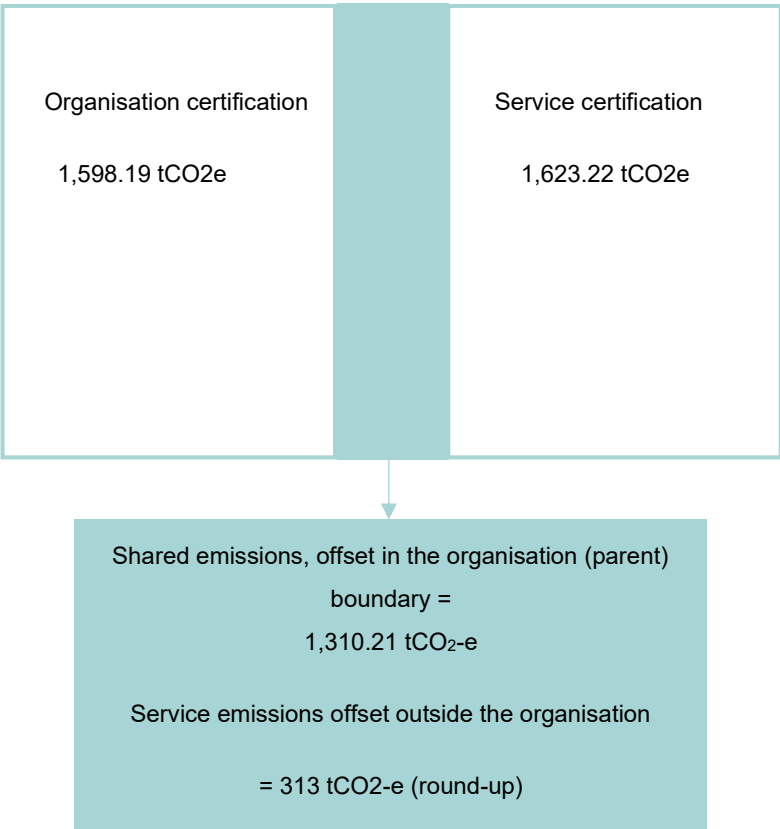 Organisation certification
1,598.19 tCO2e
Service certification
1,623.22 tCO2e
Shared emissions, offset in the organisation (parent)
boundary =
1,310.21 tCO₂-e
Service emissions offset outside the organisation
= 313 tCO2-e (round-up)